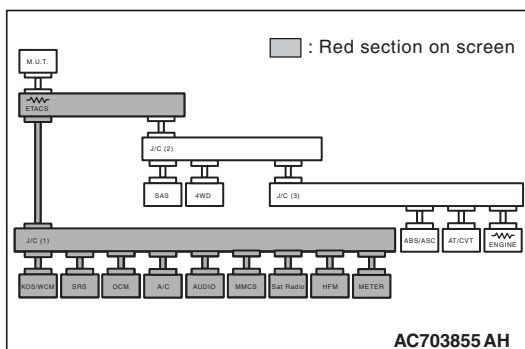 : Red section on screen
M.U.T.
ETACS
J/C (2)
SAS
4WD
J/C (3)
J/C (1)
ABS/ASC
AT/CVT
ENGINE
KOS/WCM
SRS
OCM
A/C
AUDIO
MMCS
Sat Radio
HFM
METER
AC703855 AH